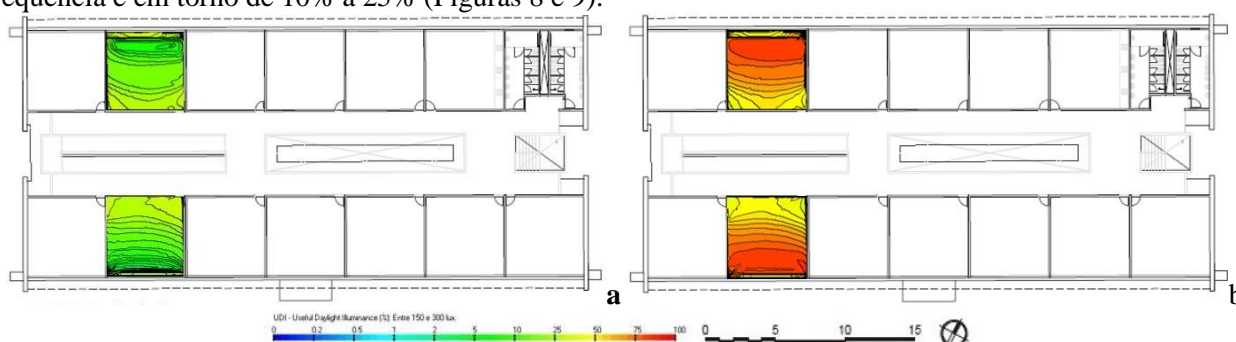 equência é em torno de 10% a 25% (Figuras 8 e 9).
a
b
UDI - Useful Daylight Illuminance (%): Entre 150 e 300 lux.
0 0.2 0.5 1 2 5 10 25 50 75 100
0 5 10 15